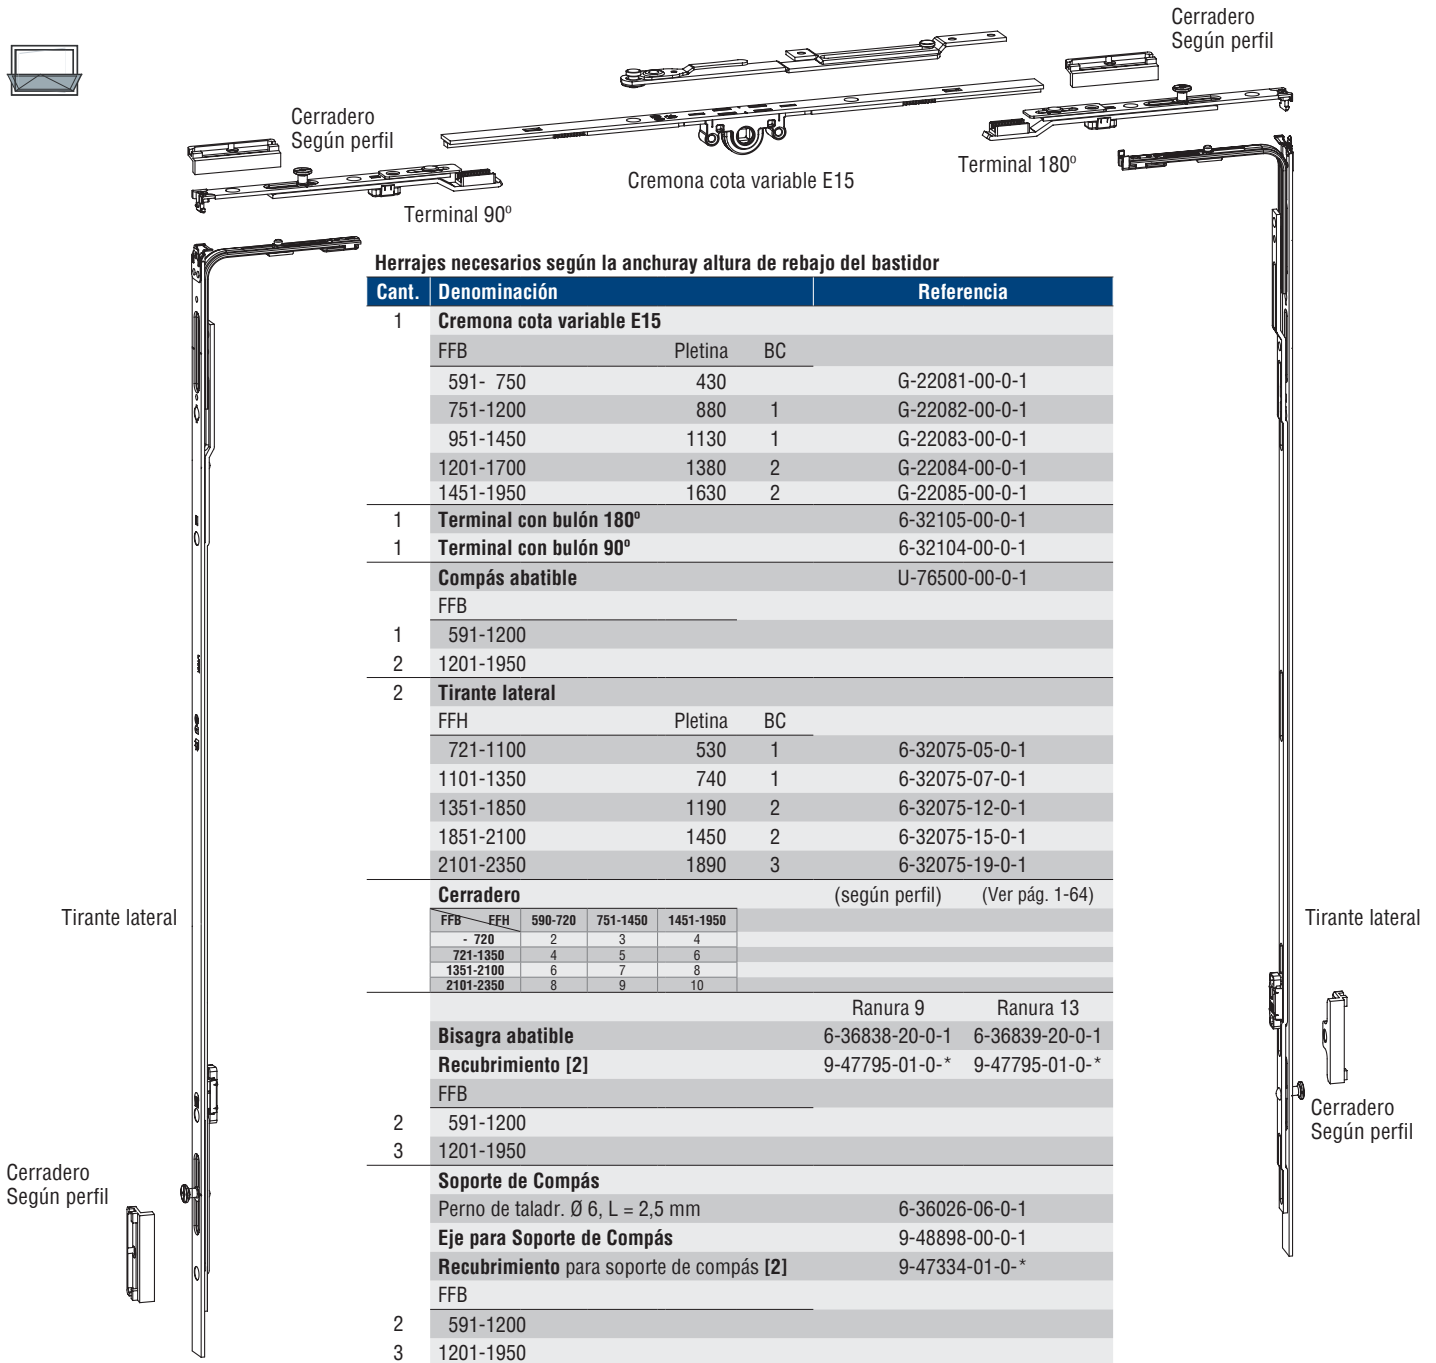 Cerradero
Según perfil
Cerradero
Según perfil
Terminal 180º
Cremona cota variable E15
Terminal 90º
Herrajes necesarios según la anchuray altura de rebajo del bastidor
Cant. Denominación Referencia
1 Cremona cota variable E15
FFB Pletina BC
591- 750 430 G-22081-00-0-1
751-1200 880 1 G-22082-00-0-1
951-1450 1130 1 G-22083-00-0-1
1201-1700 1380 2 G-22084-00-0-1
1451-1950 1630 2 G-22085-00-0-1
1 Terminal con bulón 180º 6-32105-00-0-1
1 Terminal con bulón 90º 6-32104-00-0-1
Compás abatible U-76500-00-0-1
FFB
1 591-1200
2 1201-1950
2 Tirante lateral
FFH Pletina BC
721-1100 530 1 6-32075-05-0-1
1101-1350 740 1 6-32075-07-0-1
1351-1850 1190 2 6-32075-12-0-1
1851-2100 1450 2 6-32075-15-0-1
2101-2350 1890 3 6-32075-19-0-1
Cerradero (según perfil) (Ver pág. 1-64)
FFB FFH 590-720 751-1450 1451-1950
- 720 2 3 4
721-1350 4 5 6
1351-2100 6 7 8
2101-2350 8 9 10
Ranura 9 Ranura 13
Bisagra abatible 6-36838-20-0-1 6-36839-20-0-1
Recubrimiento [2] 9-47795-01-0-* 9-47795-01-0-*
FFB
2 591-1200
3 1201-1950
Soporte de Compás
Perno de taladr. Ø 6, L = 2,5 mm 6-36026-06-0-1
Eje para Soporte de Compás 9-48898-00-0-1
Recubrimiento para soporte de compás [2] 9-47334-01-0-*
FFB
2 591-1200
3 1201-1950
Tirante lateral
Cerradero
Según perfil
Tirante lateral
Cerradero
Según perfil